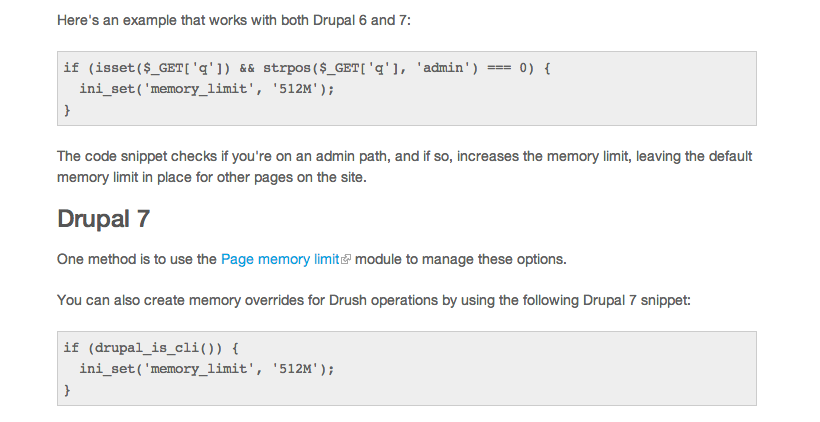 Here's an example that works with both Drupal 6 and 7:
if (isset($_GET['q']) && strpos($_GET['q'], 'admin') === 0) {
  ini_set('memory_limit', '512M');
}
The code snippet checks if you're on an admin path, and if so, increases the memory limit, leaving the default
memory limit in place for other pages on the site.
Drupal 7
One method is to use the Page memory limit module to manage these options.
You can also create memory overrides for Drush operations by using the following Drupal 7 snippet:
if (drupal_is_cli()) {
  ini_set('memory_limit', '512M');
}